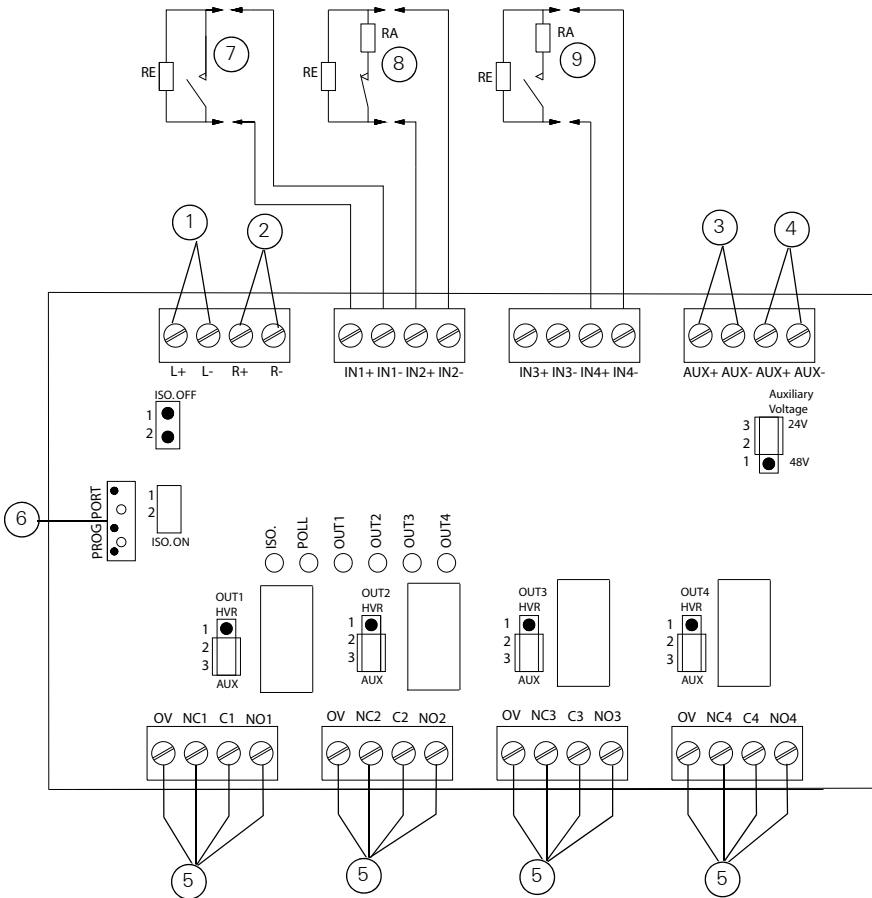 RE
7
RE
RA
8
RE
RA
9
1
2
3
4
L+ L- R+ R-
IN1+ IN1- IN2+ IN2-
IN3+ IN3- IN4+ IN4-
AUX+ AUX- AUX+ AUX-
ISO. OFF
1
2
Auxiliary
Voltage
3 24V
2
1 48V
6
PROG PORT
1
2
ISO. ON
ISO.
POLL
OUT1
OUT2
OUT3
OUT4
OUT1
HVR
1
2
3
AUX
OUT2
HVR
1
2
3
AUX
OUT3
HVR
1
2
3
AUX
OUT4
HVR
1
2
3
AUX
OV NC1 C1 NO1
OV NC2 C2 NO2
OV NC3 C3 NO3
OV NC4 C4 NO4
5
5
5
5